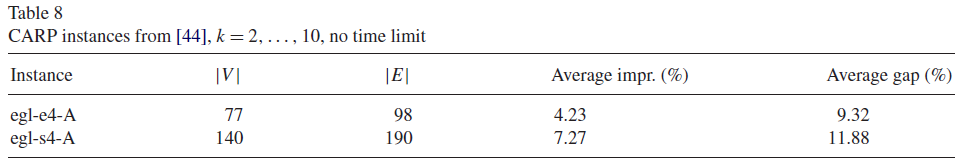 Table 8
CARP instances from [44], k = 2, . . . , 10, no time limit
Instance |V| |E| Average impr. (%) Average gap (%)
egl-e4-A 77 98 4.23 9.32
egl-s4-A 140 190 7.27 11.88